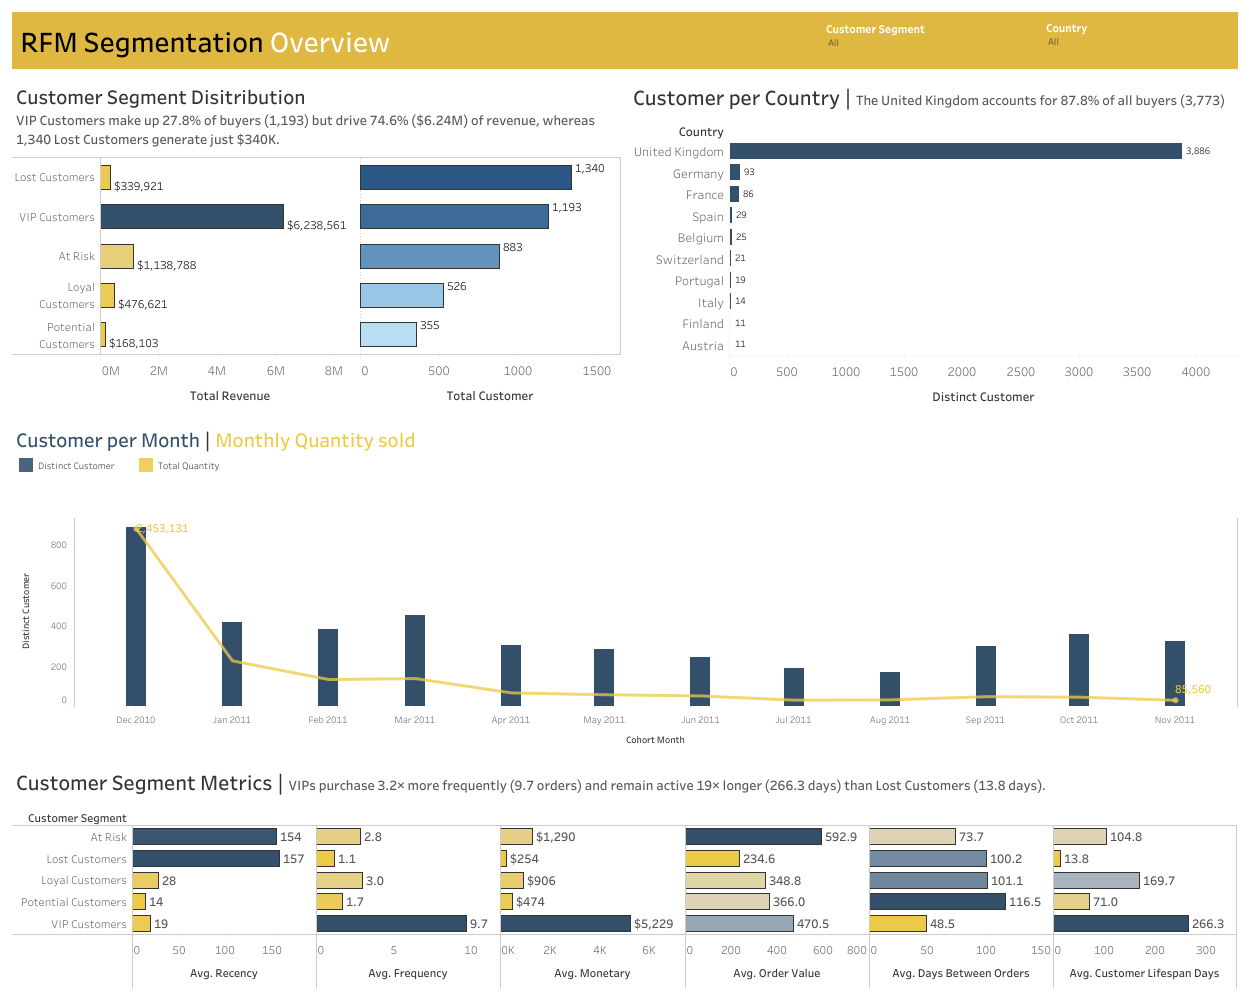 RFM Segmentation Overview
Customer Segment
All
Country
All
Customer Segment Disitribution
VIP Customers make up 27.8% of buyers (1,193) but drive 74.6% ($6.24M) of revenue, whereas
1,340 Lost Customers generate just $340K.
Lost Customers $339,921 1,340
VIP Customers $6,238,561 1,193
At Risk $1,138,788 883
Loyal
Customers $476,621 526
Potential
Customers $168,103 355
0M 2M 4M 6M 8M 0 500 1000 1500
Total Revenue Total Customer
Customer per Country | The United Kingdom accounts for 87.8% of all buyers (3,773)
Country
United Kingdom 3,886
Germany 93
France 86
Spain 29
Belgium 25
Switzerland 21
Portugal 19
Italy 14
Finland 11
Austria 11
0 500 1000 1500 2000 2500 3000 3500 4000
Distinct Customer
Customer per Month | Monthly Quantity sold
Distinct Customer Total Quantity
,453,131
800
600
400
200
0
Distinct Customer
85,560
Dec 2010 Jan 2011 Feb 2011 Mar 2011 Apr 2011 May 2011 Jun 2011 Jul 2011 Aug 2011 Sep 2011 Oct 2011 Nov 2011
Cohort Month
Customer Segment Metrics | VIPs purchase 3.2× more frequently (9.7 orders) and remain active 19× longer (266.3 days) than Lost Customers (13.8 days).
Customer Segment
At Risk 154 2.8 $1,290 592.9 73.7 104.8
Lost Customers 157 1.1 $254 234.6 100.2 13.8
Loyal Customers 28 3.0 $906 348.8 101.1 169.7
Potential Customers 14 1.7 $474 366.0 116.5 71.0
VIP Customers 19 9.7 $5,229 470.5 48.5 266.3
0 50 100 150 0 5 10 0K 2K 4K 6K 0 200 400 600 800 0 50 100 150 0 100 200 300
Avg. Recency Avg. Frequency Avg. Monetary Avg. Order Value Avg. Days Between Orders Avg. Customer Lifespan Days